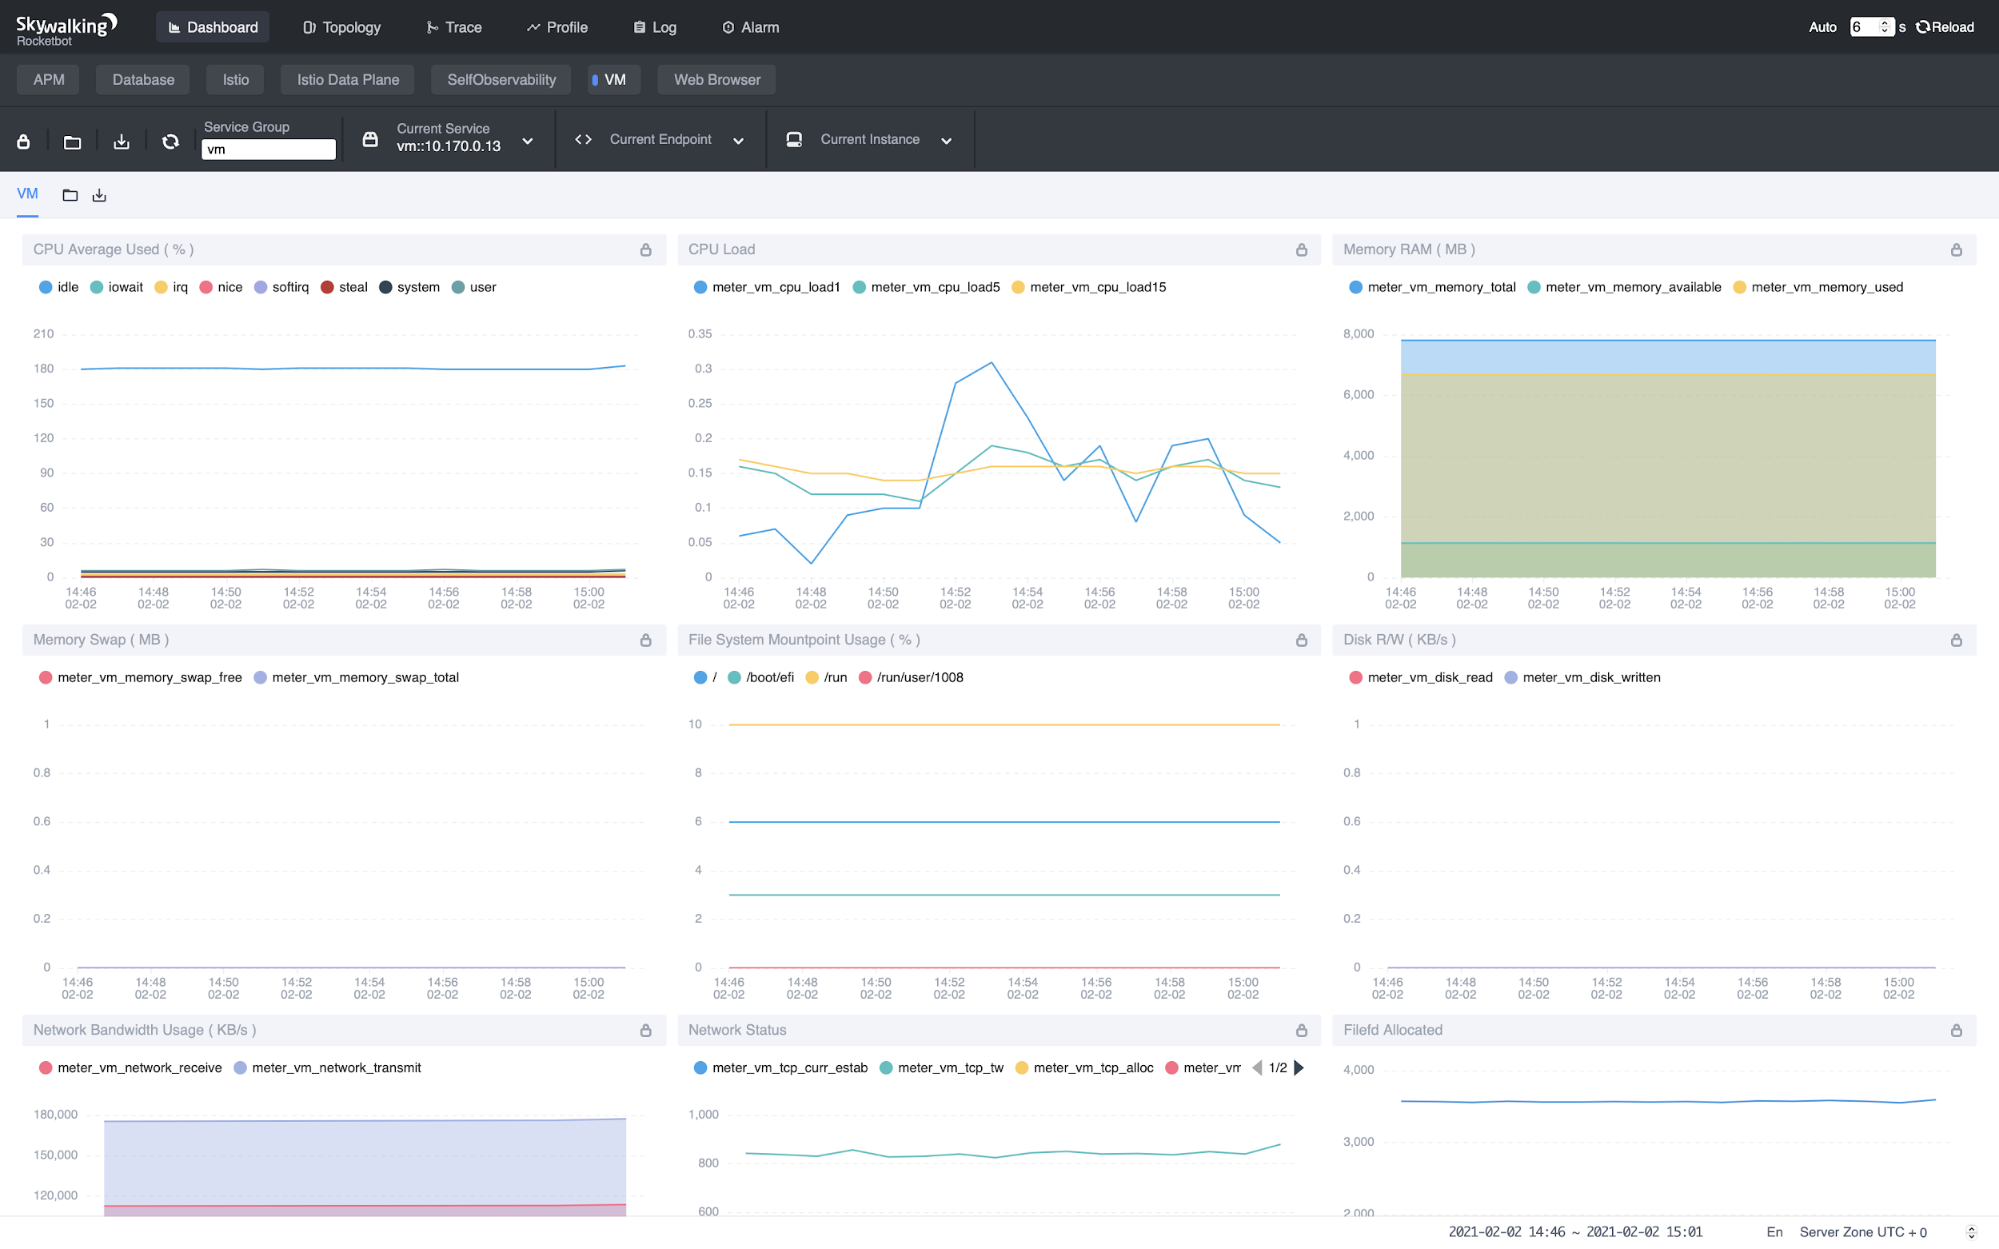 Skywalking
Rocketbot
Dashboard Topology Trace Profile Log Alarm
Auto 6 s Reload
APM Database Istio Istio Data Plane SelfObservability VM Web Browser
Service Group
vm
Current Service
vm::10.170.0.13
Current Endpoint
Current Instance
VM
CPU Average Used ( % )
idle iowait irq nice softirq steal system user
210
180
150
120
90
60
30
0
14:46 14:48 14:50 14:52 14:54 14:56 14:58 15:00
02-02 02-02 02-02 02-02 02-02 02-02 02-02 02-02
CPU Load
meter_vm_cpu_load1 meter_vm_cpu_load5 meter_vm_cpu_load15
0.35
0.3
0.25
0.2
0.15
0.1
0.05
0
14:46 14:48 14:50 14:52 14:54 14:56 14:58 15:00
02-02 02-02 02-02 02-02 02-02 02-02 02-02 02-02
Memory RAM ( MB )
meter_vm_memory_total meter_vm_memory_available meter_vm_memory_used
8,000
6,000
4,000
2,000
0
14:46 14:48 14:50 14:52 14:54 14:56 14:58 15:00
02-02 02-02 02-02 02-02 02-02 02-02 02-02 02-02
Memory Swap ( MB )
meter_vm_memory_swap_free meter_vm_memory_swap_total
1
0.8
0.6
0.4
0.2
0
14:46 14:48 14:50 14:52 14:54 14:56 14:58 15:00
02-02 02-02 02-02 02-02 02-02 02-02 02-02 02-02
File System Mountpoint Usage ( % )
/ /boot/efi /run /run/user/1008
10
8
6
4
2
0
14:46 14:48 14:50 14:52 14:54 14:56 14:58 15:00
02-02 02-02 02-02 02-02 02-02 02-02 02-02 02-02
Disk R/W ( KB/s )
meter_vm_disk_read meter_vm_disk_written
1
0.8
0.6
0.4
0.2
0
14:46 14:48 14:50 14:52 14:54 14:56 14:58 15:00
02-02 02-02 02-02 02-02 02-02 02-02 02-02 02-02
Network Bandwidth Usage ( KB/s )
meter_vm_network_receive meter_vm_network_transmit
180,000
150,000
120,000
Network Status
meter_vm_tcp_curr_estab meter_vm_tcp_tw meter_vm_tcp_alloc meter_vm 1/2
1,000
800
600
Filefd Allocated
4,000
3,000
2,000
2021-02-02 14:46 ~ 2021-02-02 15:01 En Server Zone UTC + 0